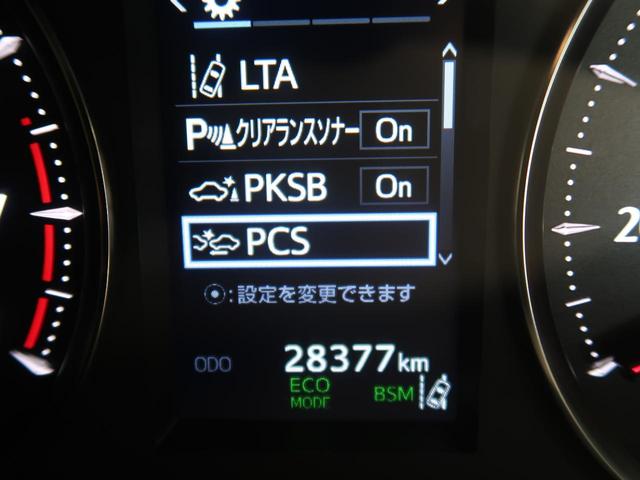 LTA
クリアランスソナー On
PKSB On
PCS
:設定を変更できます
ODO 28377km
ECO
MODE
BSM